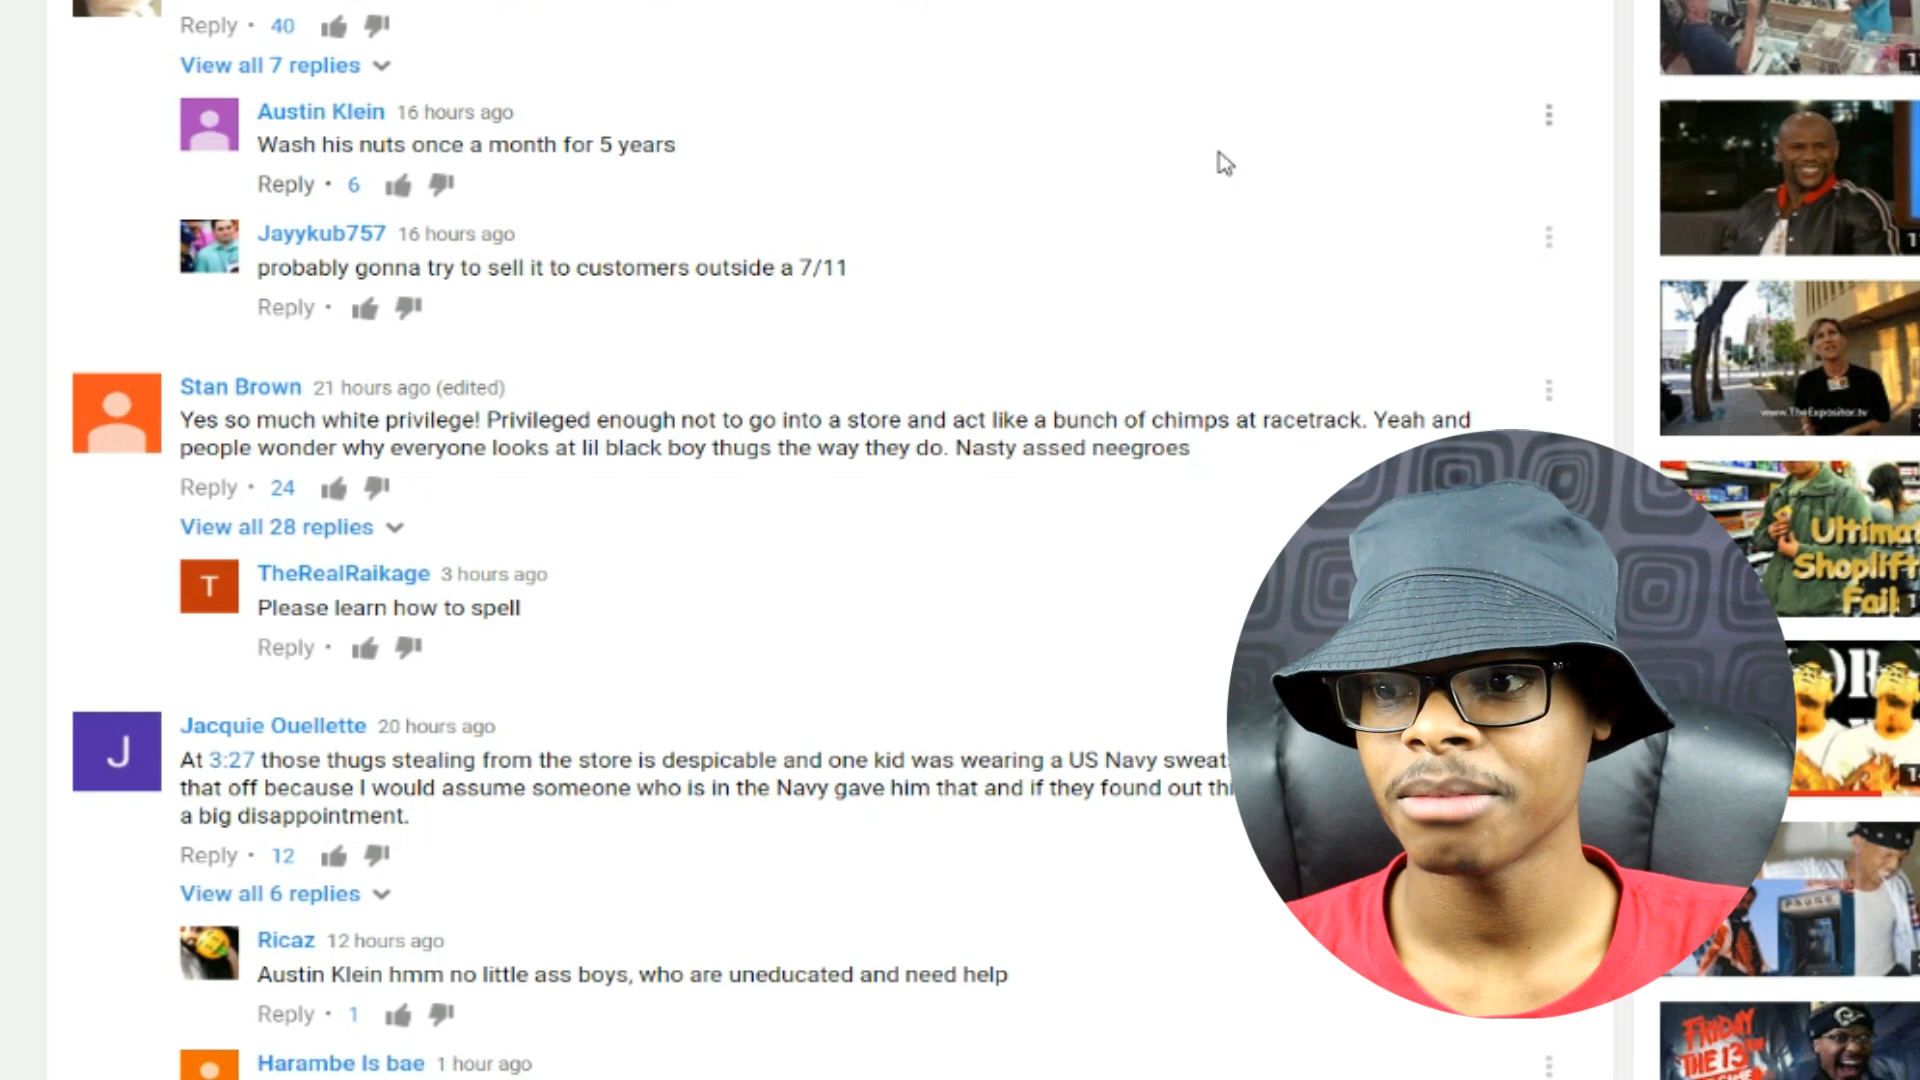 Reply • 40
View all 7 replies
Austin Klein 16 hours ago
Wash his nuts once a month for 5 years
Reply • 6
Jayykub757 16 hours ago
probably gonna try to sell it to customers outside a 7/11
Reply •
Stan Brown 21 hours ago (edited)
Yes so much white privilege! Privileged enough not to go into a store and act like a bunch of chimps at racetrack. Yeah and
people wonder why everyone looks at lil black boy thugs the way they do. Nasty assed neegroes
Reply • 24
View all 28 replies
T
TheRealRaikage 3 hours ago
Please learn how to spell
Reply •
J
Jacquie Ouellette 20 hours ago
At 3:27 those thugs stealing from the store is despicable and one kid was wearing a US Navy
that off because I would assume someone who is in the Navy gave him that and if they found out
a big disappointment.
Reply • 12
View all 6 replies
Ricaz 12 hours ago
Austin Klein hmm no little ass boys, who are uneducated and need help
Reply • 1
Harambe Is bae 1 hour ago
www.TheExpositor.tv
Shoplift
Fail
PHONE
FRIDAY
THE 13